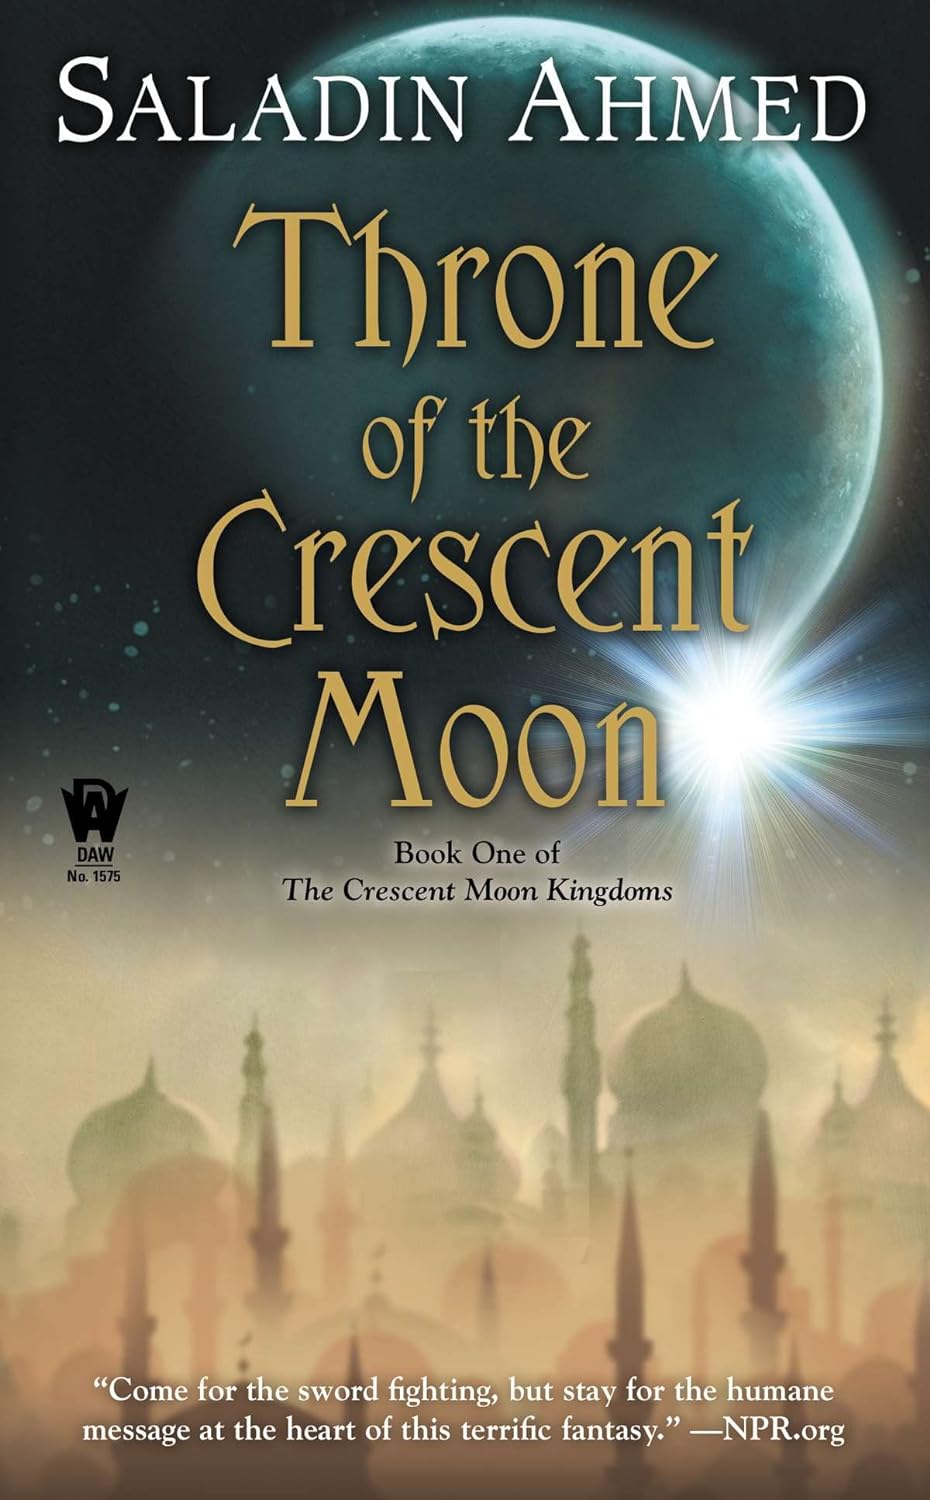 SALADIN AHMED
Throne
of the
Crescent
Moon
DAW
DAW
No. 1575
Book One of
The Crescent Moon Kingdoms
“Come for the sword fighting, but stay for the humane
message at the heart of this terrific fantasy.” —NPR.org